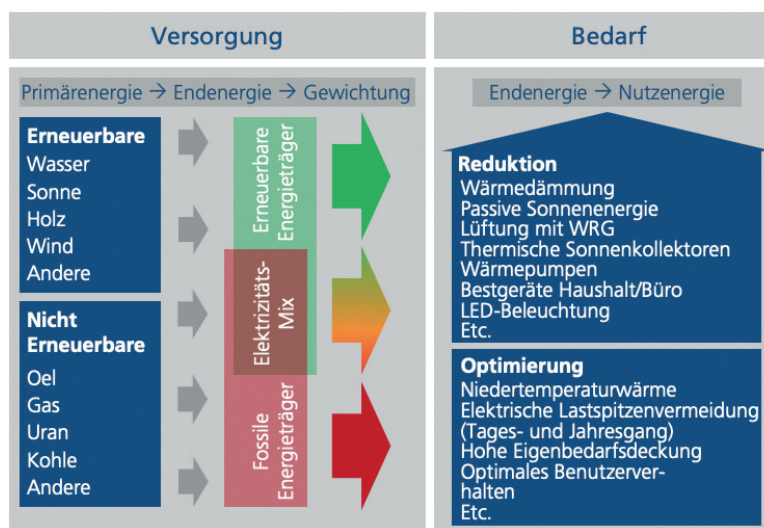 Versorgung
Primärenergie → Endenergie → Gewichtung
Erneuerbare
Wasser
Sonne
Holz
Wind
Andere
Nicht
Erneuerbare
Oel
Gas
Uran
Kohle
Andere
Erneuerbare
Energieträger
Elektrizitäts-
Mix
Fossile
Energieträger
Bedarf
Endenergie → Nutzenergie
Reduktion
Wärmedämmung
Passive Sonnenenergie
Lüftung mit WRG
Thermische Sonnenkollektoren
Wärmepumpen
Bestgeräte Haushalt/Büro
LED-Beleuchtung
Etc.
Optimierung
Niedertemperaturwärme
Elektrische Lastspitzenvermeidung
(Tages- und Jahresgang)
Hohe Eigenbedarfsdeckung
Optimales Benutzerver-
halten
Etc.